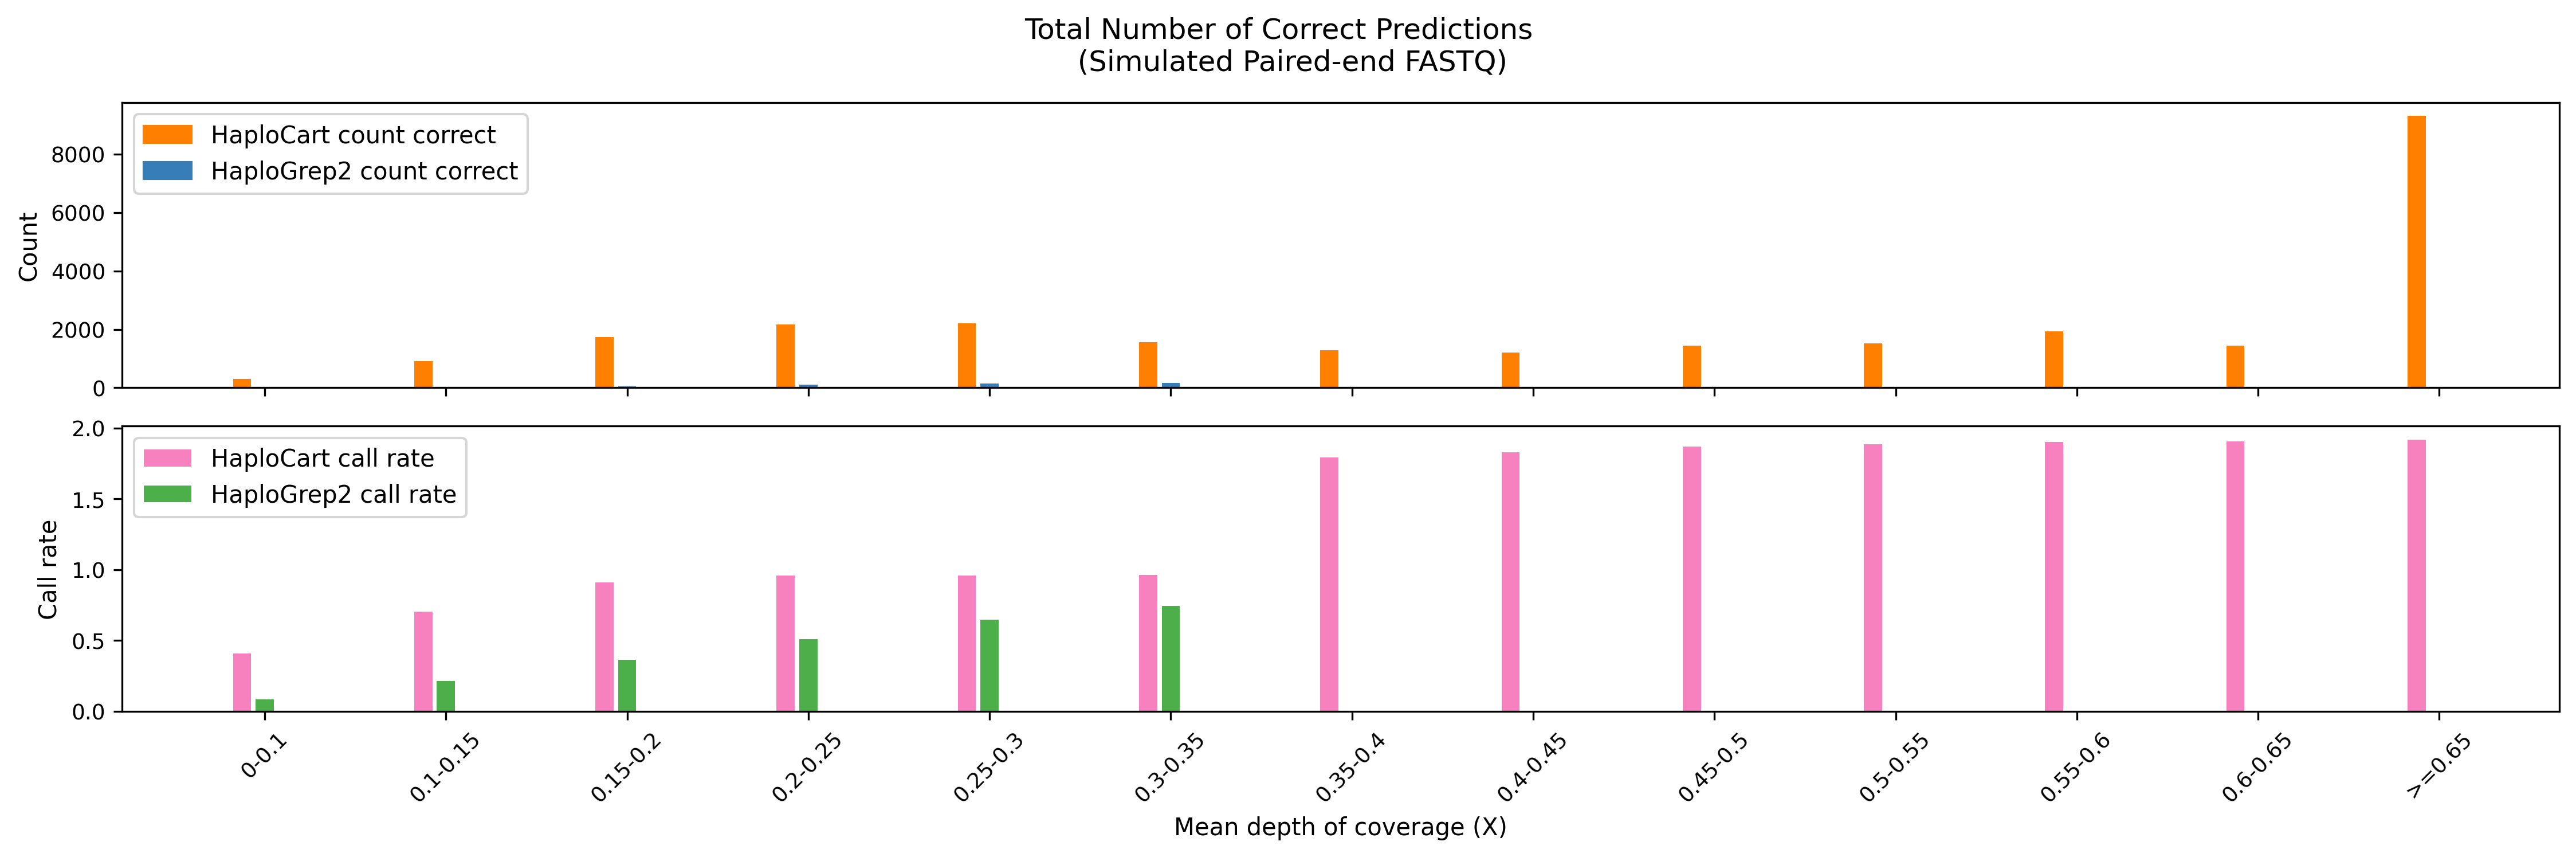 Total Number of Correct Predictions
(Simulated Paired-end FASTQ)
HaploCart count correct
HaploGrep2 count correct
Count
8000
6000
4000
2000
0
HaploCart call rate
HaploGrep2 call rate
Call rate
2.0
1.5
1.0
0.5
0.0
0-0.1
0.1-0.15
0.15-0.2
0.2-0.25
0.25-0.3
0.3-0.35
0.35-0.4
0.4-0.45
0.45-0.5
0.5-0.55
0.55-0.6
0.6-0.65
>=0.65
Mean depth of coverage (X)